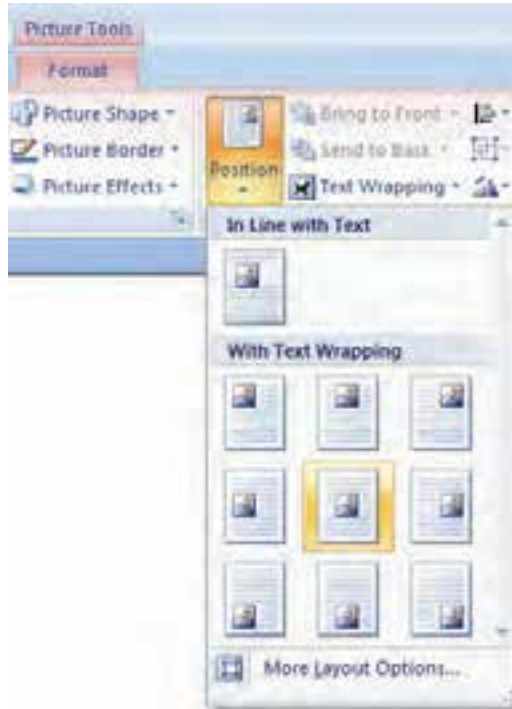 Picture Tools
Format
Picture Shape
Picture Border
Picture Effects
Position
Bring to Front
Send to Back
Text Wrapping
In Line with Text
With Text Wrapping
More Layout Options...